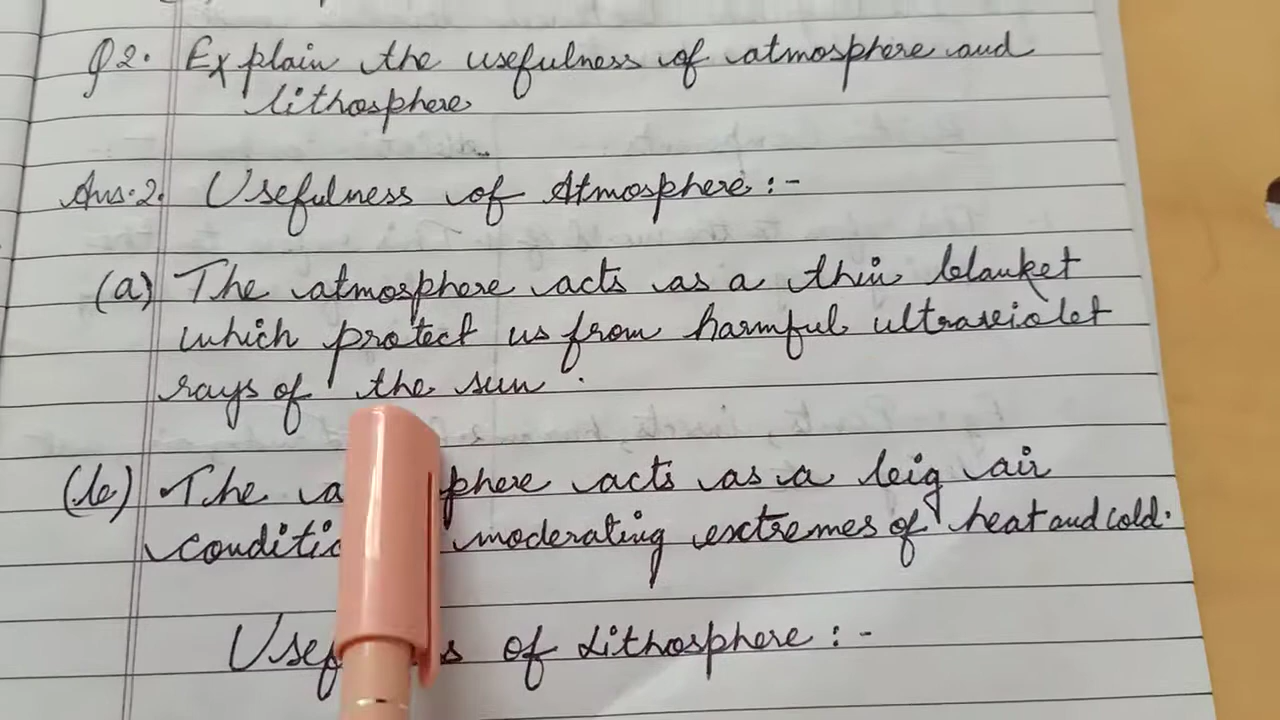 Q2. Explain the usefulness of atmosphere and
lithosphere
Ans.2. Usefulness of Atmosphere :-
(a) The atmosphere acts as a thin blanket
which protect us from harmful ultraviolet
rays of the sun.
(b) The phere acts as a big air
moderating extremes of heat and cold.
of Lithosphere :-